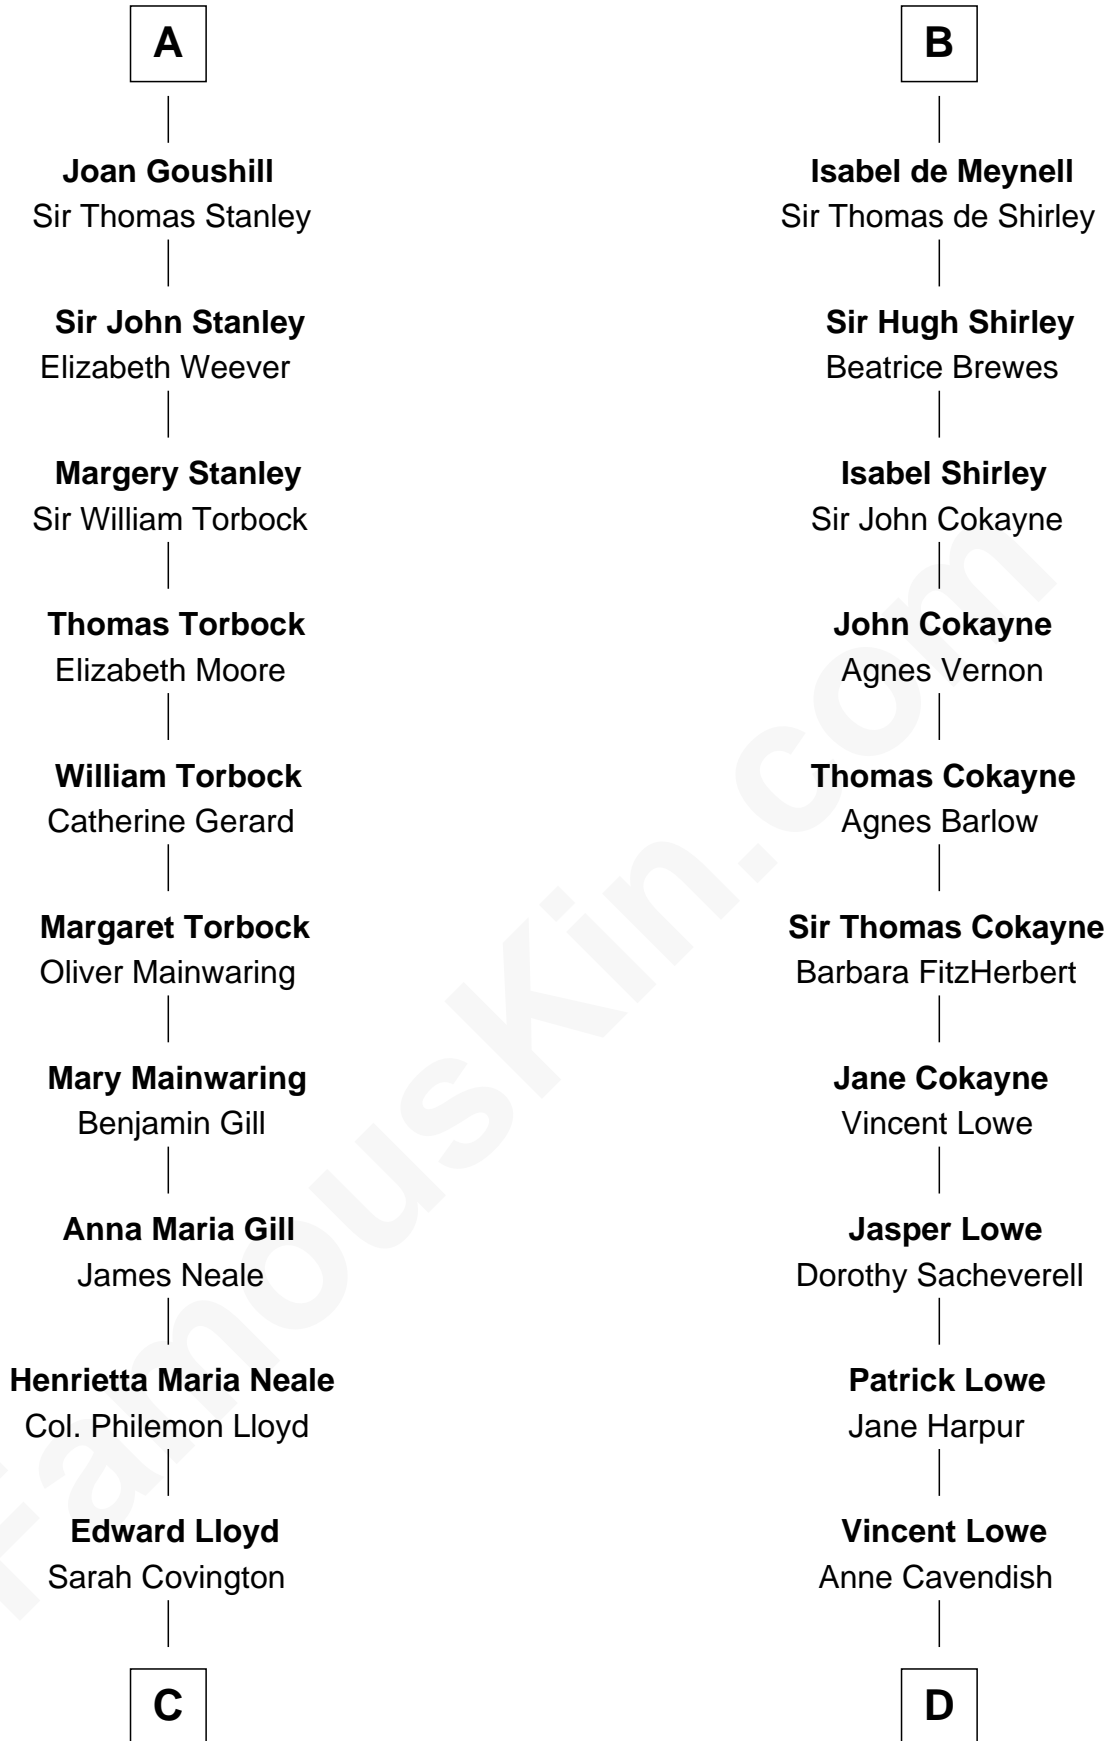 A
Joan Goushill
Sir Thomas Stanley
Sir John Stanley
Elizabeth Weever
Margery Stanley
Sir William Torbock
Thomas Torbock
Elizabeth Moore
William Torbock
Catherine Gerard
Margaret Torbock
Oliver Mainwaring
Mary Mainwaring
Benjamin Gill
Anna Maria Gill
James Neale
Henrietta Maria Neale
Col. Philemon Lloyd
Edward Lloyd
Sarah Covington
C
B
Isabel de Meynell
Sir Thomas de Shirley
Sir Hugh Shirley
Beatrice Brewes
Isabel Shirley
Sir John Cokayne
John Cokayne
Agnes Vernon
Thomas Cokayne
Agnes Barlow
Sir Thomas Cokayne
Barbara FitzHerbert
Jane Cokayne
Vincent Lowe
Jasper Lowe
Dorothy Sacheverell
Patrick Lowe
Jane Harpur
Vincent Lowe
Anne Cavendish
D
FamousKin.com